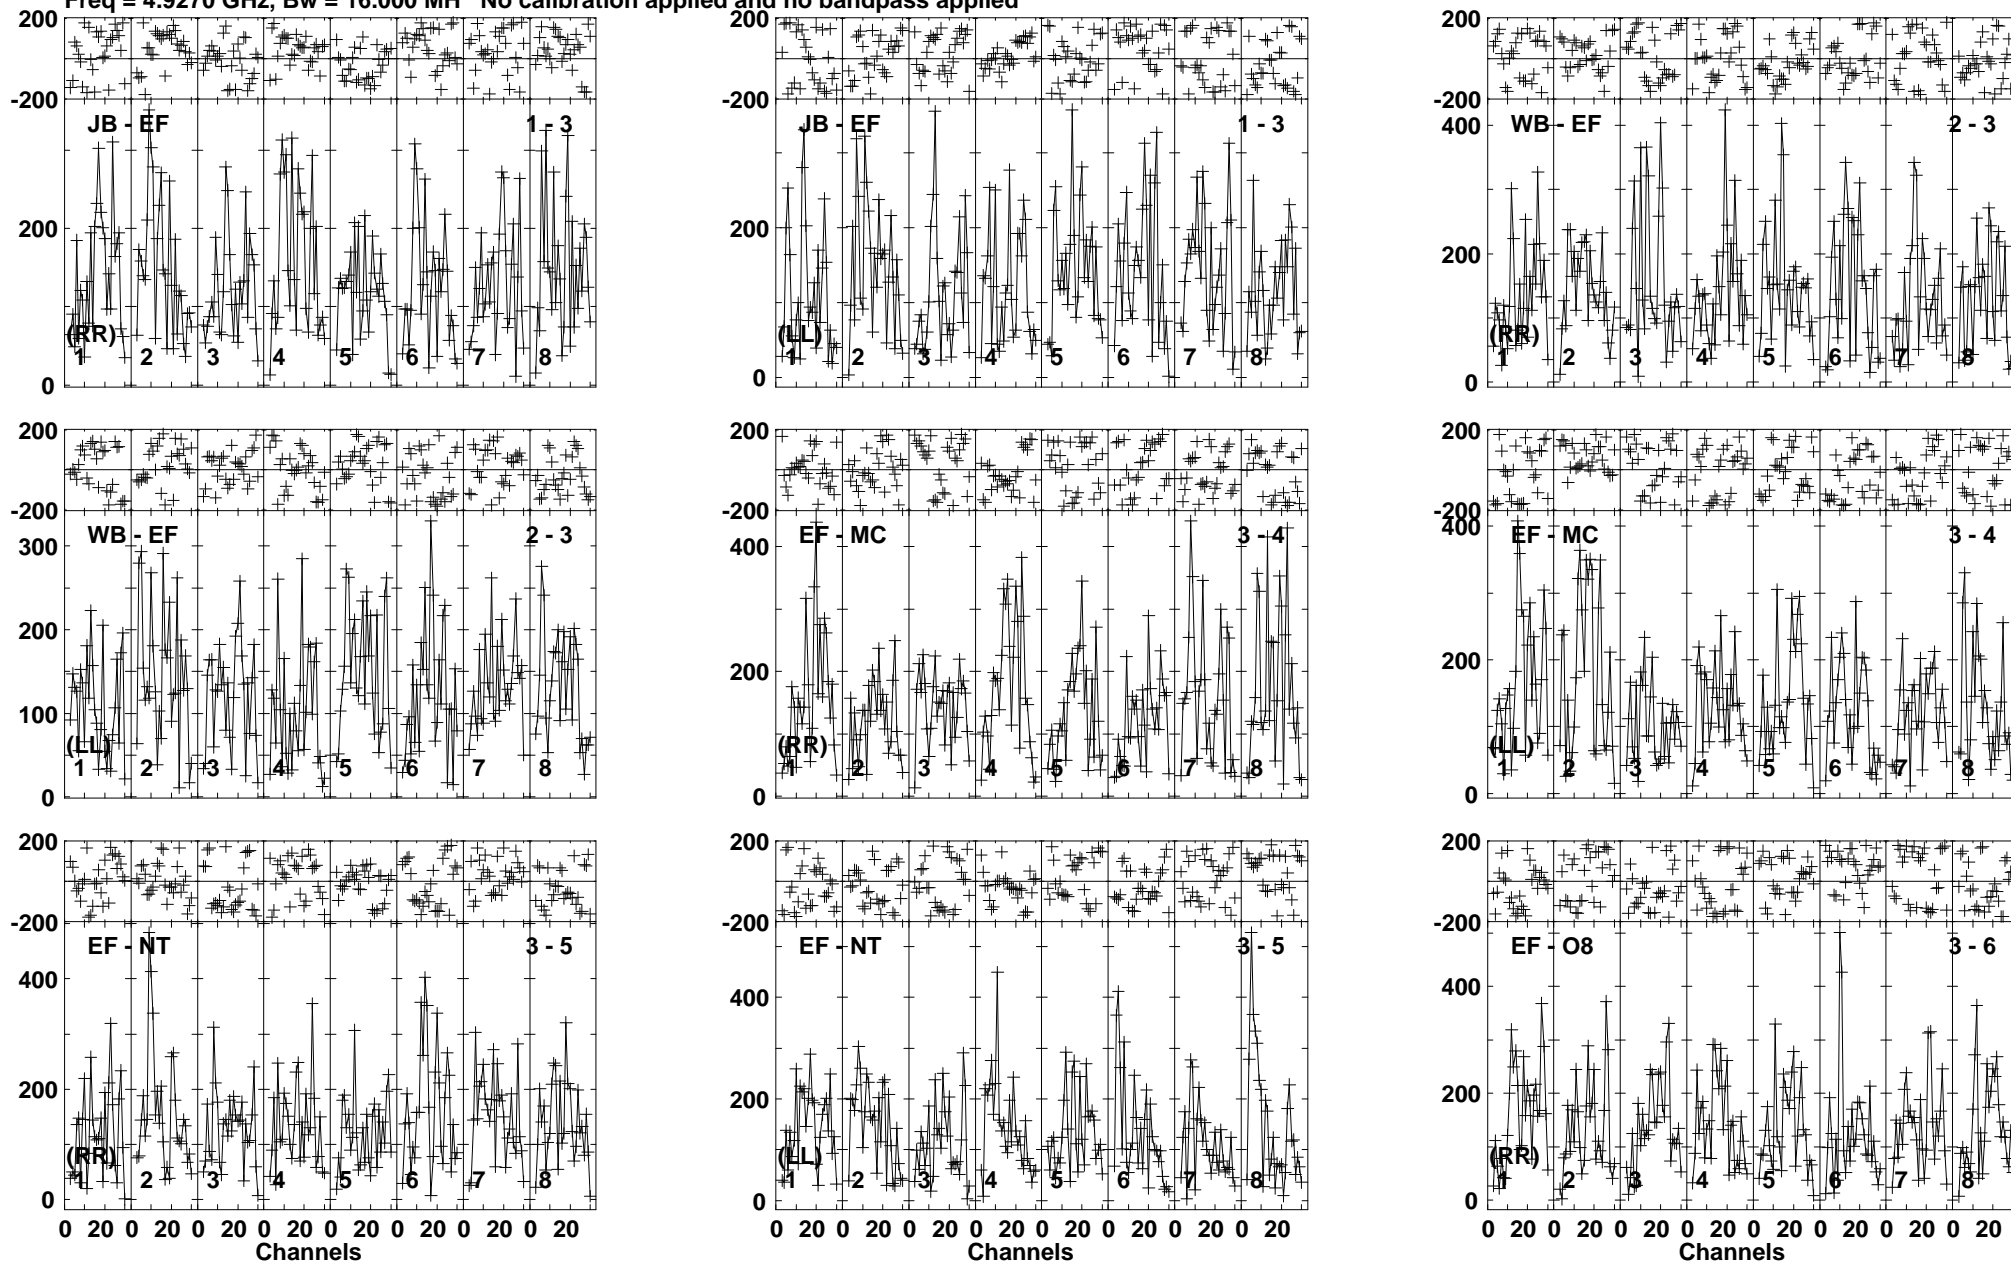 Freq = 4.9270 GHz, Bw = 16.000 MH No calibration applied and no bandpass applied
200 200 200
-200 -200 -200
JB - EF 1 - 3 JB - EF 1 - 3 WB - EF 2 - 3
400
200 200 200
(RR) (LL) (RR)
1 2 3 4 5 6 7 8 1 2 3 4 5 6 7 8 1 2 3 4 5 6 7 8
0 0 0
200 200 200
-200 -200 -200
WB - EF 2 - 3 EF - MC 3 - 4 EF - MC 3 - 4
300 400 400
200 200 200
100
(LL) (RR) (LL)
1 2 3 4 5 6 7 8 1 2 3 4 5 6 7 8 1 2 3 4 5 6 7 8
0 0 0
200 200 200
-200 -200 -200
EF - NT 3 - 5 EF - NT 3 - 5 EF - O8 3 - 6
400 400 400
200 200 200
(RR) (LL) (RR)
1 2 3 4 5 6 7 8 1 2 3 4 5 6 7 8 1 2 3 4 5 6 7 8
0 0 0
0 20 0 20 0 20 0 20 0 20 0 20 0 20 0 20 0 20 0 20 0 20 0 20 0 20 0 20 0 20 0 20 0 20 0 20 0 20 0 20 0 20 0 20 0 20 0 20
Channels Channels Channels